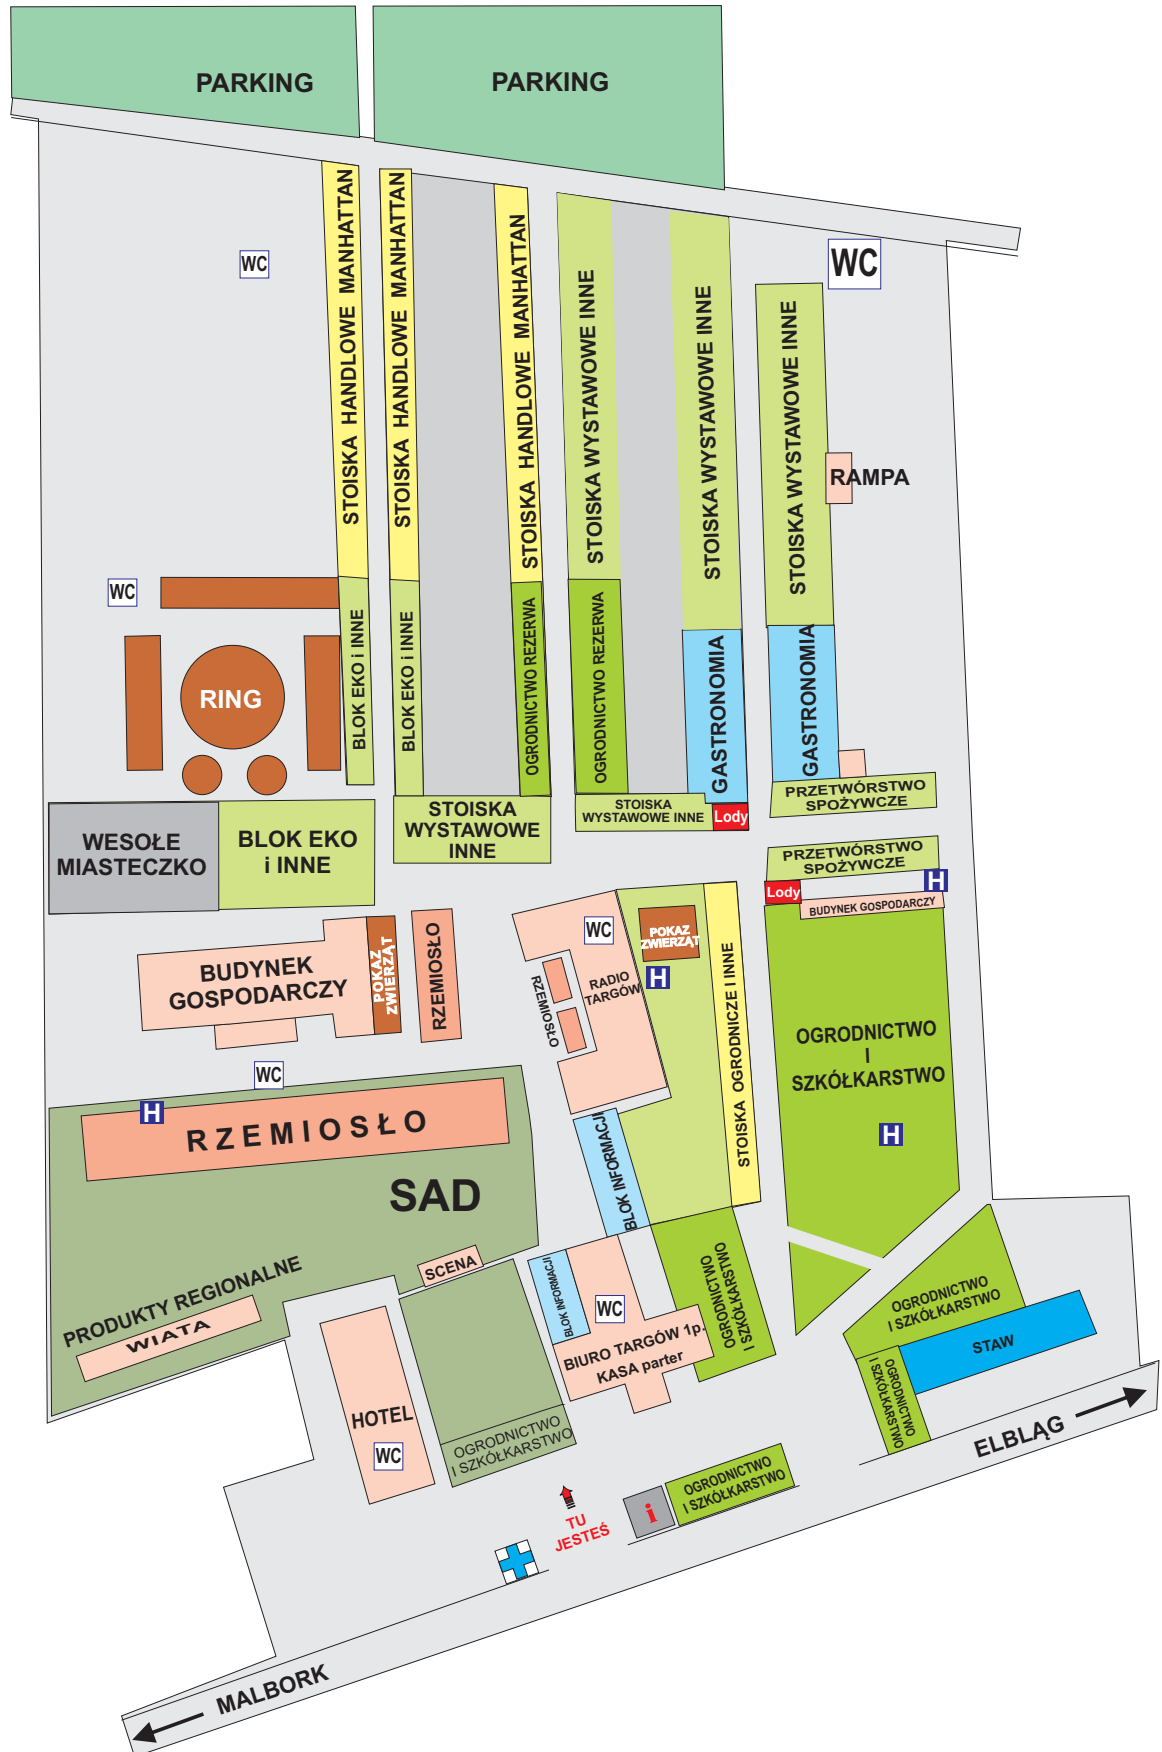 PARKING
PARKING
STOISKA HANDLOWE MANHATTAN
STOISKA HANDLOWE MANHATTAN
STOISKA HANDLOWE MANHATTAN
STOISKA WYSTAWOWE INNE
STOISKA WYSTAWOWE INNE
STOISKA WYSTAWOWE INNE
WC
WC
RAMPA
WC
RING
BLOK EKO i INNE
BLOK EKO i INNE
OGRODNICTWO REZERWA
OGRODNICTWO REZERWA
GASTRONOMIA
GASTRONOMIA
WESOŁE
MIASTECZKO
BLOK EKO
i INNE
STOISKA
WYSTAWOWE
INNE
STOISKA
WYSTAWOWE INNE
Lody
PRZETWÓRSTWO
SPOŻYWCZE
PRZETWÓRSTWO
SPOŻYWCZE
Lody
H
BUDYNEK GOSPODARCZY
BUDYNEK
GOSPODARCZY
POKAZ
ZWIERZĄT
RZEMIOSŁO
WC
RZEMIOSŁO
RADIO
TARGÓW
POKAZ
ZWIERZĄT
H
STOISKA OGRODNICZE I INNE
OGRODNICTWO
I
SZKÓŁKARSTWO
H
WC
H
RZEMIOSŁO
SAD
BLOK INFORMACJI
SCENA
PRODUKTY REGIONALNE
WIATA
BLOK INFORMACJI
WC
BIURO TARGÓW 1p.
KASA parter
OGRODNICTWO
I SZKÓŁKARSTWO
OGRODNICTWO
I SZKÓŁKARSTWO
STAW
OGRODNICTWO
I SZKÓŁKARSTWO
HOTEL
WC
OGRODNICTWO
I SZKÓŁKARSTWO
OGRODNICTWO
I SZKÓŁKARSTWO
i
TU
JESTEŚ
ELBLĄG
MALBORK